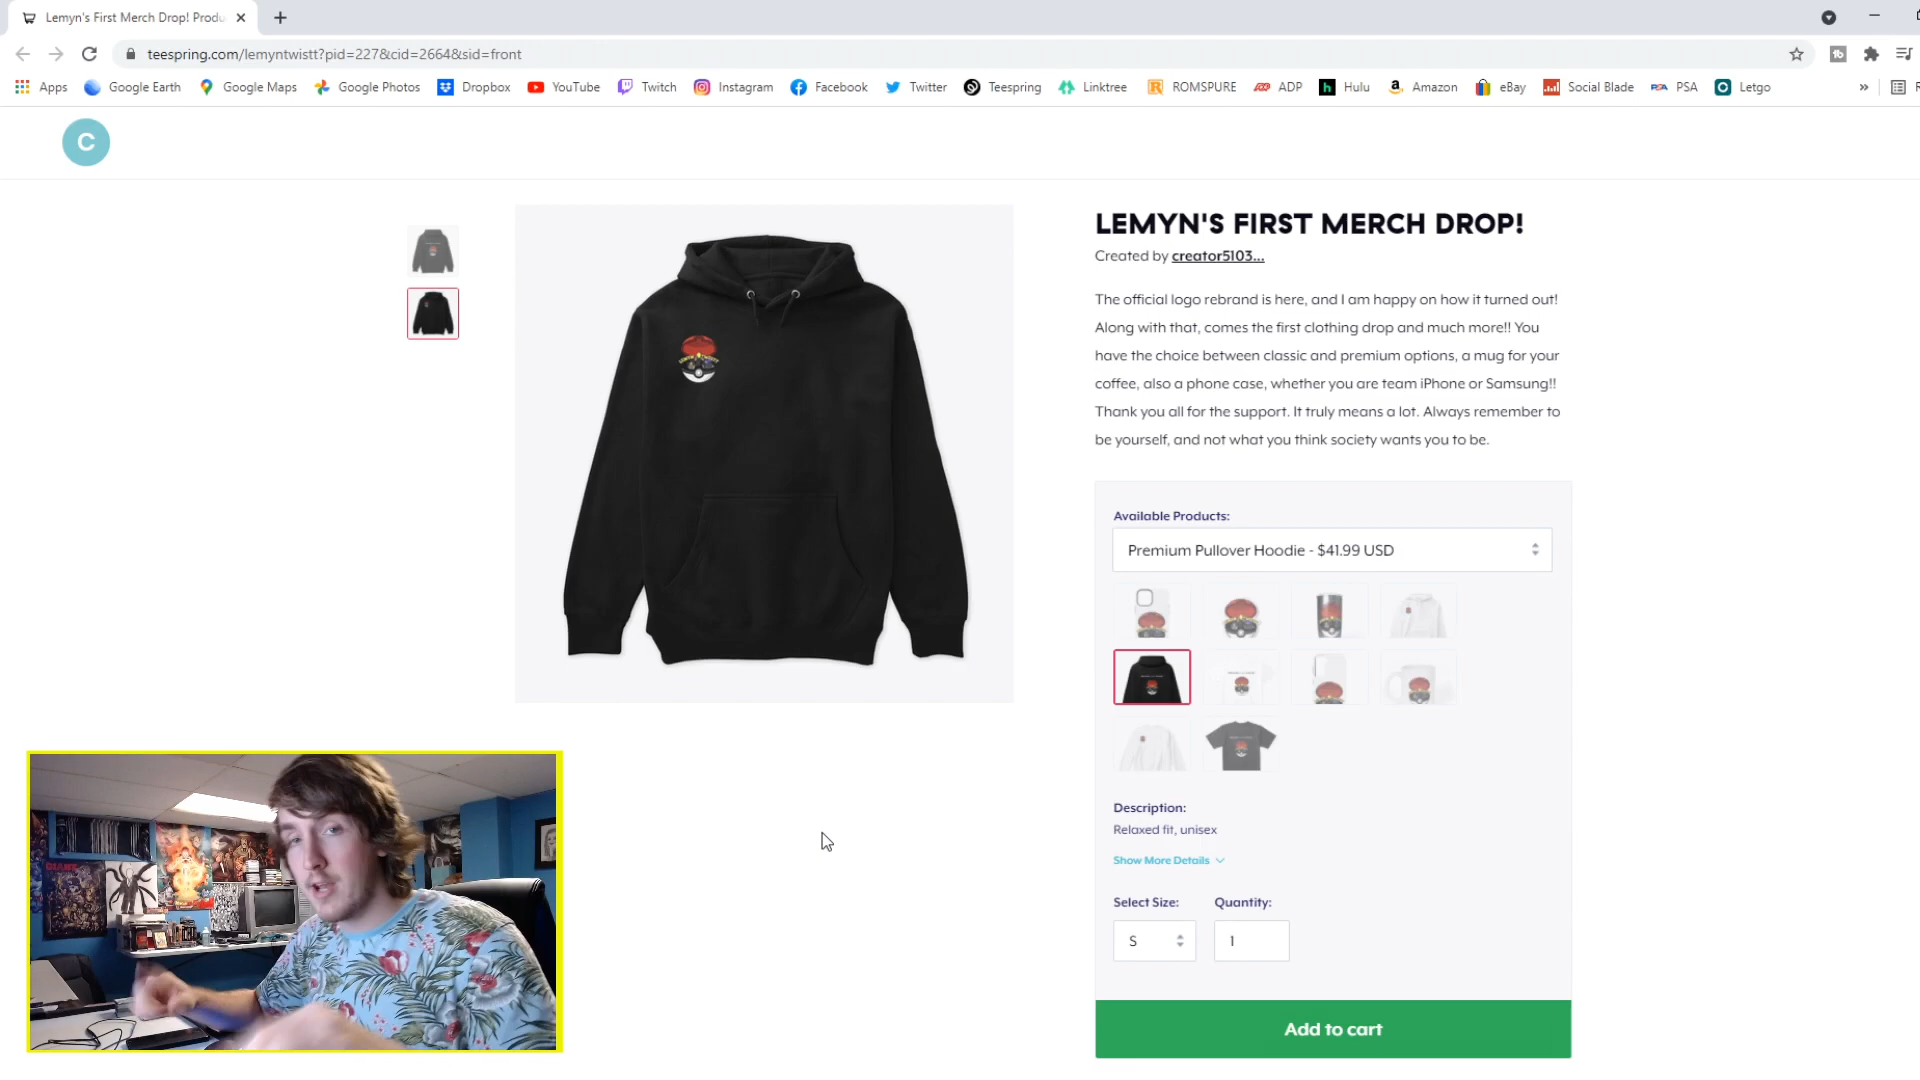 Lemyn's First Merch Drop! Produ
teespring.com/lemyntwistt?pid=227&cid=2664&sid=front
Apps Google Earth Google Maps Google Photos Dropbox YouTube Twitch Instagram Facebook Twitter Teespring Linktree ROMSPURE ADP Hulu Amazon eBay Social Blade PSA Letgo »
C
LEMYN'S FIRST MERCH DROP!
Created by creator5103...
The official logo rebrand is here, and I am happy on how it turned out!
Along with that, comes the first clothing drop and much more!! You
have the choice between classic and premium options, a mug for your
coffee, also a phone case, whether you are team iPhone or Samsung!!
Thank you all for the support. It truly means a lot. Always remember to
be yourself, and not what you think society wants you to be.
Available Products:
Premium Pullover Hoodie - $41.99 USD
Description:
Relaxed fit, unisex
Show More Details
Select Size: Quantity:
S 1
Add to cart